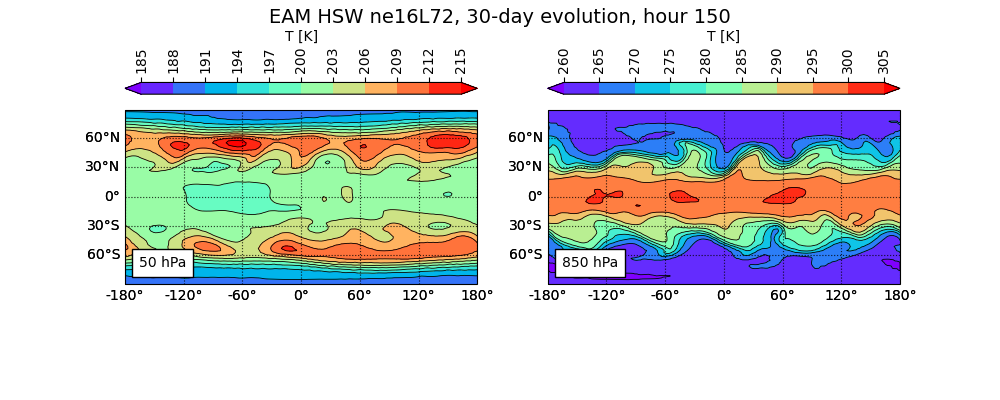 EAM HSW ne16L72, 30-day evolution, hour 150
T [K]
185 188 191 194 197 200 203 206 209 212 215
60°N
30°N
0°
30°S
60°S
50 hPa
-180° -120° -60° 0° 60° 120° 180°
T [K]
260 265 270 275 280 285 290 295 300 305
60°N
30°N
0°
30°S
60°S
850 hPa
-180° -120° -60° 0° 60° 120° 180°